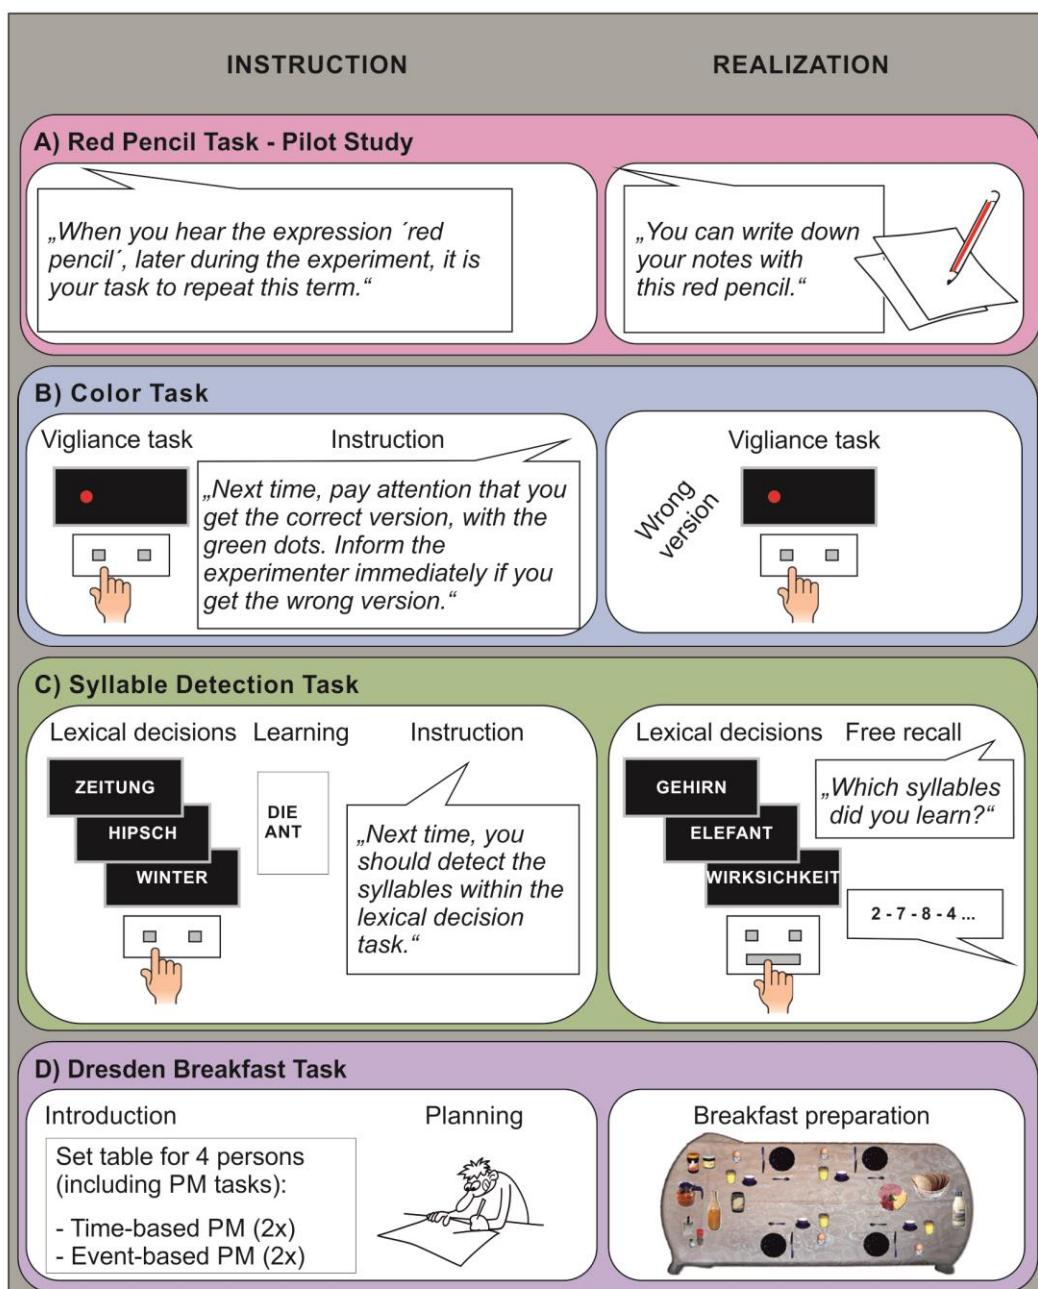 INSTRUCTION
REALIZATION
A) Red Pencil Task - Pilot Study
„When you hear the expression ´red
pencil´, later during the experiment, it is
your task to repeat this term.“
„You can write down
your notes with
this red pencil.“
B) Color Task
Vigliance task
Instruction
„Next time, pay attention that you
get the correct version, with the
green dots. Inform the
experimenter immediately if you
get the wrong version.“
Wrong
version
Vigliance task
C) Syllable Detection Task
Lexical decisions
Learning
Instruction
ZEITUNG
HIPSCH
WINTER
DIE
ANT
„Next time, you
should detect the
syllables within the
lexical decision
task.“
Lexical decisions
Free recall
GEHIRN
ELEFANT
WIRKSICHKEIT
„Which syllables
did you learn?“
2 - 7 - 8 - 4 ...
D) Dresden Breakfast Task
Introduction
Set table for 4 persons
(including PM tasks):
- Time-based PM (2x)
- Event-based PM (2x)
Planning
Breakfast preparation